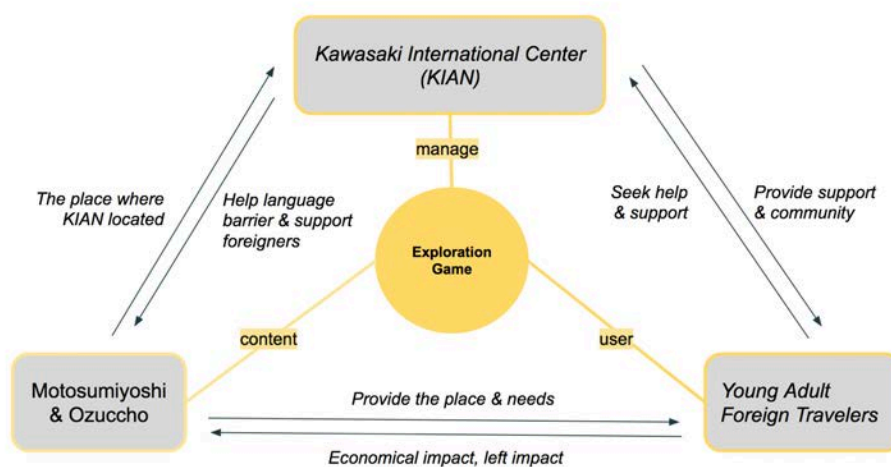 Kawasaki International Center
(KIAN)
manage
The place where
KIAN located
Help language
barrier & support
foreigners
Seek help
& support
Provide support
& community
Exploration
Game
content
user
Motosumiyoshi
& Ozuccho
Provide the place & needs
Young Adult
Foreign Travelers
Economical impact, left impact